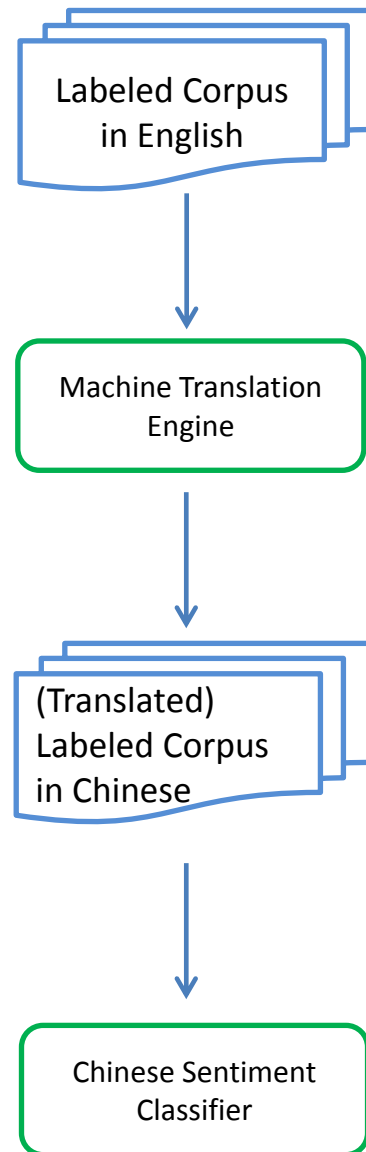 Labeled Corpus
in English
Machine Translation
Engine
(Translated)
Labeled Corpus
in Chinese
Chinese Sentiment
Classifier